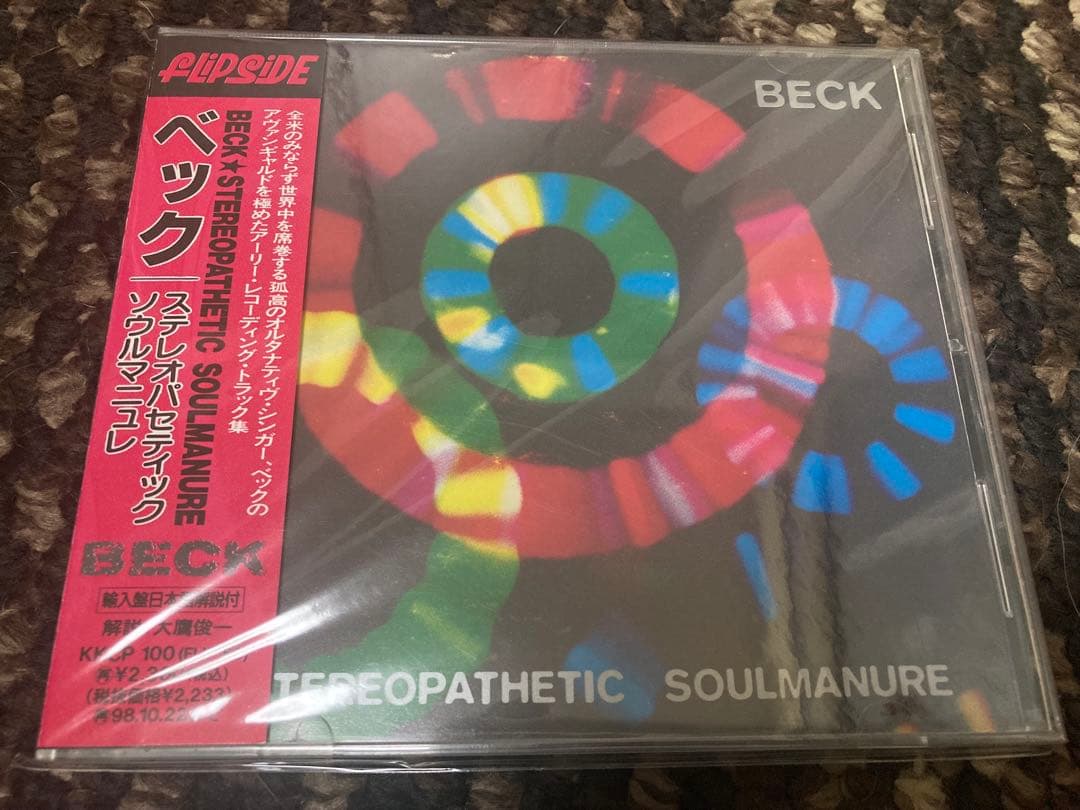 FLIPSIDE
BECK★STEREOPATHETIC SOULMANURE
ベック
ステレオパセティック
ソウルマニュレ
全米のみならず世界中を席巻する孤高のオルタナティヴ・シンガー、ベックの
アヴァンギャルドを極めたアーリー・レコーディング・トラック集
BECK
輸入盤日本 解説付
解説 大鷹俊一
100
(税抜価格¥2,233)
BECK
TEREOPATHETIC SOULMANURE